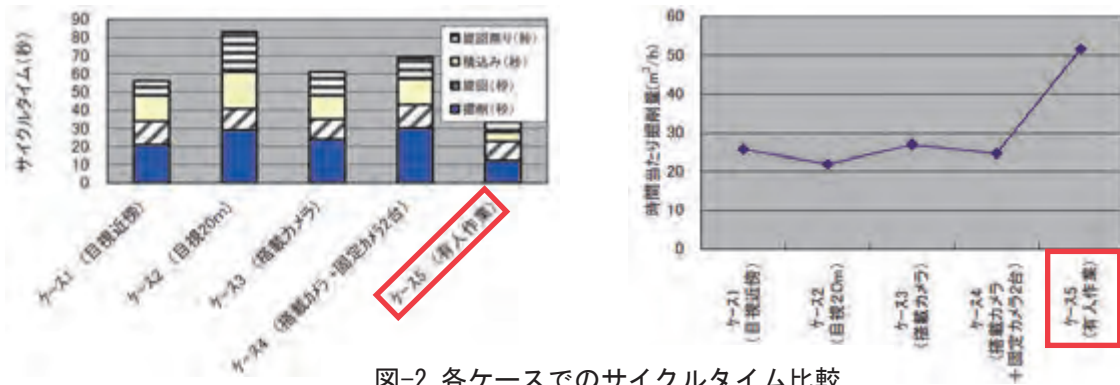 サイクルタイム(秒)
90
80
70
60
50
40
30
20
10
0
旋回戻り(秒)
積込み(秒)
旋回(秒)
掘削(秒)
ケース1 (目視近傍)
ケース2 (目視20m)
ケース3 (搭載カメラ)
ケース4 (搭載カメラ+固定カメラ2台)
ケース5 (有人作業)
時間当たり掘削量(m³/h)
60
50
40
30
20
10
0
ケース1
(目視近傍)
ケース2
(目視20m)
ケース3
(搭載カメラ)
ケース4
(搭載カメラ
+固定カメラ2台)
ケース5
(有人作業)
図-2 各ケースでのサイクルタイム比較